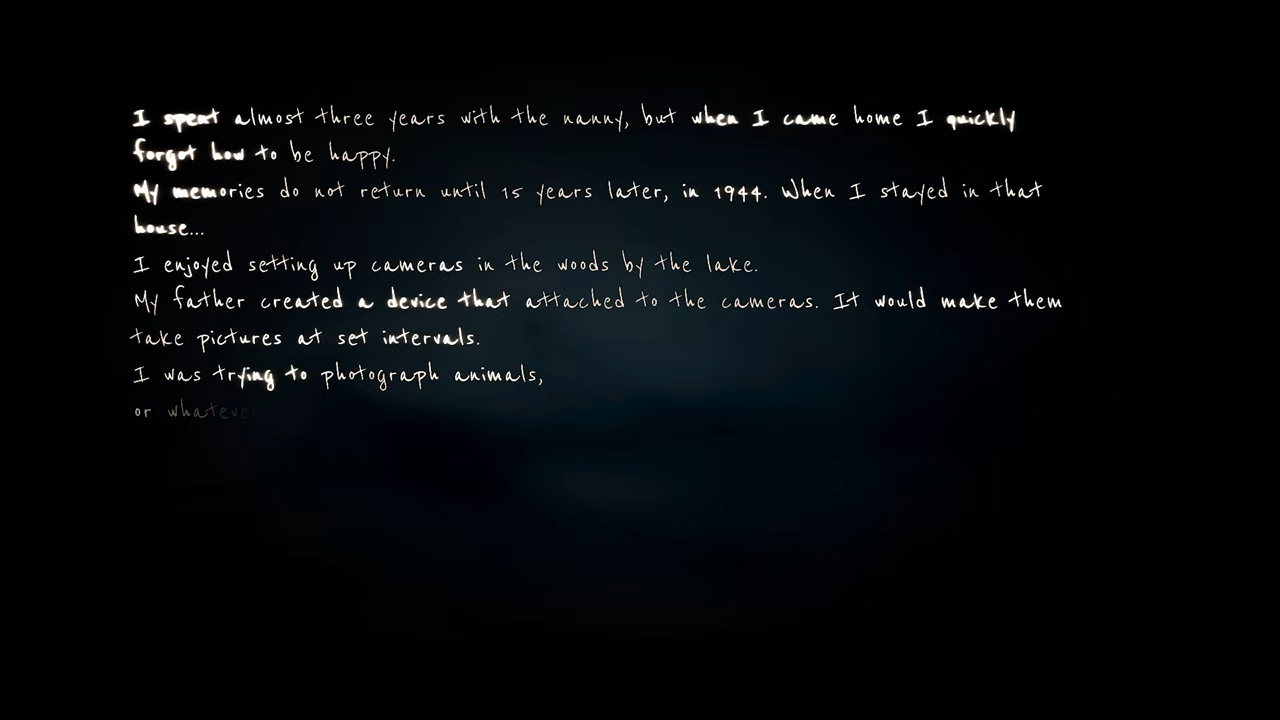 I spent almost three years with the nanny, but when I came home I quickly
forgot how to be happy.
My memories do not return until 15 years later, in 1944. When I stayed in that
house...
I enjoyed setting up cameras in the woods by the lake.
My father created a device that attached to the cameras. It would make them
take pictures at set intervals.
I was trying to photograph animals,
or whatever